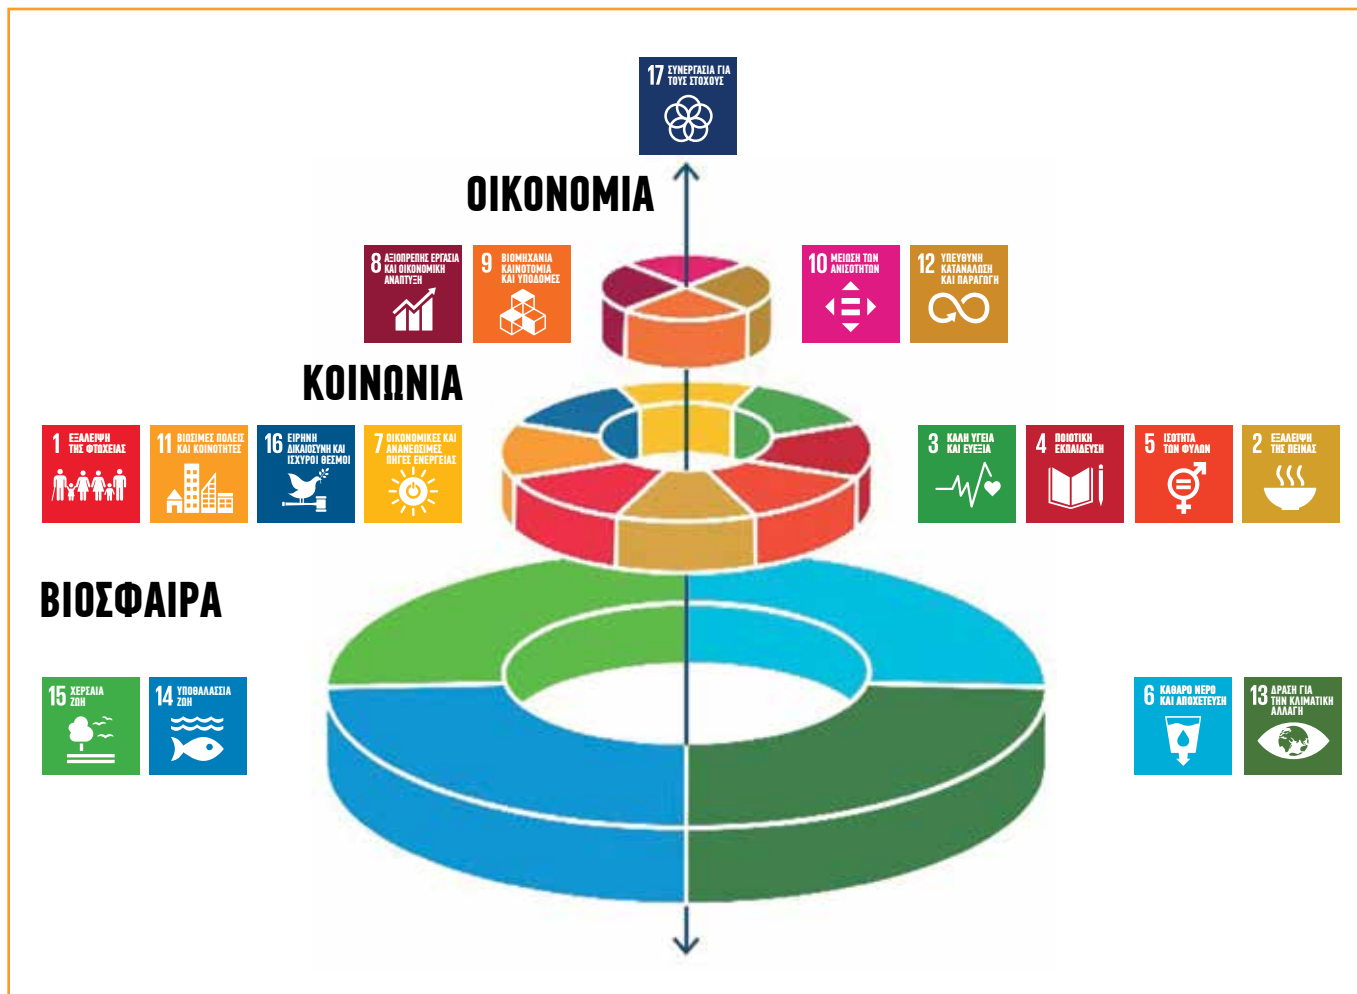 17 ΣΥΝΕΡΓΑΣΙΑ ΓΙΑ
ΤΟΥΣ ΣΤΟΧΟΥΣ
ΟΙΚΟΝΟΜΙΑ
8 ΑΞΙΟΠΡΕΠΗΣ ΕΡΓΑΣΙΑ
ΚΑΙ ΟΙΚΟΝΟΜΙΚΗ
ΑΝΑΠΤΥΞΗ
9 ΒΙΟΜΗΧΑΝΙΑ
ΚΑΙΝΟΤΟΜΙΑ
ΚΑΙ ΥΠΟΔΟΜΕΣ
10 ΜΕΙΩΣΗ ΤΩΝ
ΑΝΙΣΟΤΗΤΩΝ
12 ΥΠΕΥΘΥΝΗ
ΚΑΤΑΝΑΛΩΣΗ
ΚΑΙ ΠΑΡΑΓΩΓΗ
ΚΟΙΝΩΝΙΑ
1 ΕΞΑΛΕΙΨΗ
ΤΗΣ ΦΤΩΧΕΙΑΣ
11 ΒΙΩΣΙΜΕΣ ΠΟΛΕΙΣ
ΚΑΙ ΚΟΙΝΟΤΗΤΕΣ
16 ΕΙΡΗΝΗ
ΔΙΚΑΙΟΣΥΝΗ ΚΑΙ
ΙΣΧΥΡΟΙ ΘΕΣΜΟΙ
7 ΟΙΚΟΝΟΜΙΚΕΣ ΚΑΙ
ΑΝΑΝΕΩΣΙΜΕΣ
ΠΗΓΕΣ ΕΝΕΡΓΕΙΑΣ
3 ΚΑΛΗ ΥΓΕΙΑ
ΚΑΙ ΕΥΕΞΙΑ
4 ΠΟΙΟΤΙΚΗ
ΕΚΠΑΙΔΕΥΣΗ
5 ΙΣΟΤΗΤΑ
ΤΩΝ ΦΥΛΩΝ
2 ΕΞΑΛΕΙΨΗ
ΤΗΣ ΠΕΙΝΑΣ
ΒΙΟΣΦΑΙΡΑ
15 ΧΕΡΣΑΙΑ
ΖΩΗ
14 ΥΠΟΘΑΛΑΣΣΙΑ
ΖΩΗ
6 ΚΑΘΑΡΟ ΝΕΡΟ
ΚΑΙ ΑΠΟΧΕΤΕΥΣΗ
13 ΔΡΑΣΗ ΓΙΑ
ΤΗΝ ΚΛΙΜΑΤΙΚΗ
ΑΛΛΑΓΗ